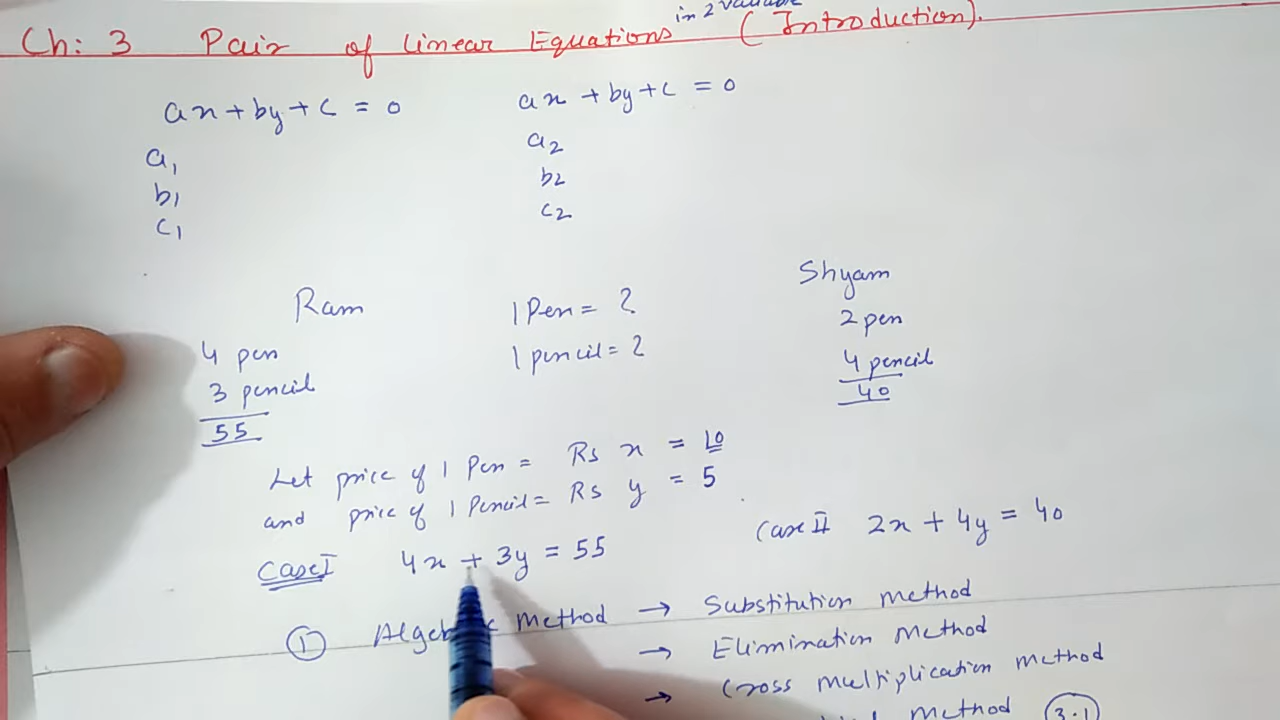 in 2 variable
Ch: 3 Pair of linear Equations (Introduction).
ax + by + c = 0 ax + by + c = 0
a1 a2
b1 b2
c1 c2
Ram Shyam
1 Pen = ? 2 pen
4 pen 1 pencil = ? 4 pencil
3 pencil 40
55
Let price of 1 Pen = Rs x = 10
and price of 1 Pencil = Rs y = 5
Case I 4x + 3y = 55 Case II 2x + 4y = 40
1 Algebraic Method → Substitution method
→ Elimination Method
→ Cross multiplication method
method 3.1